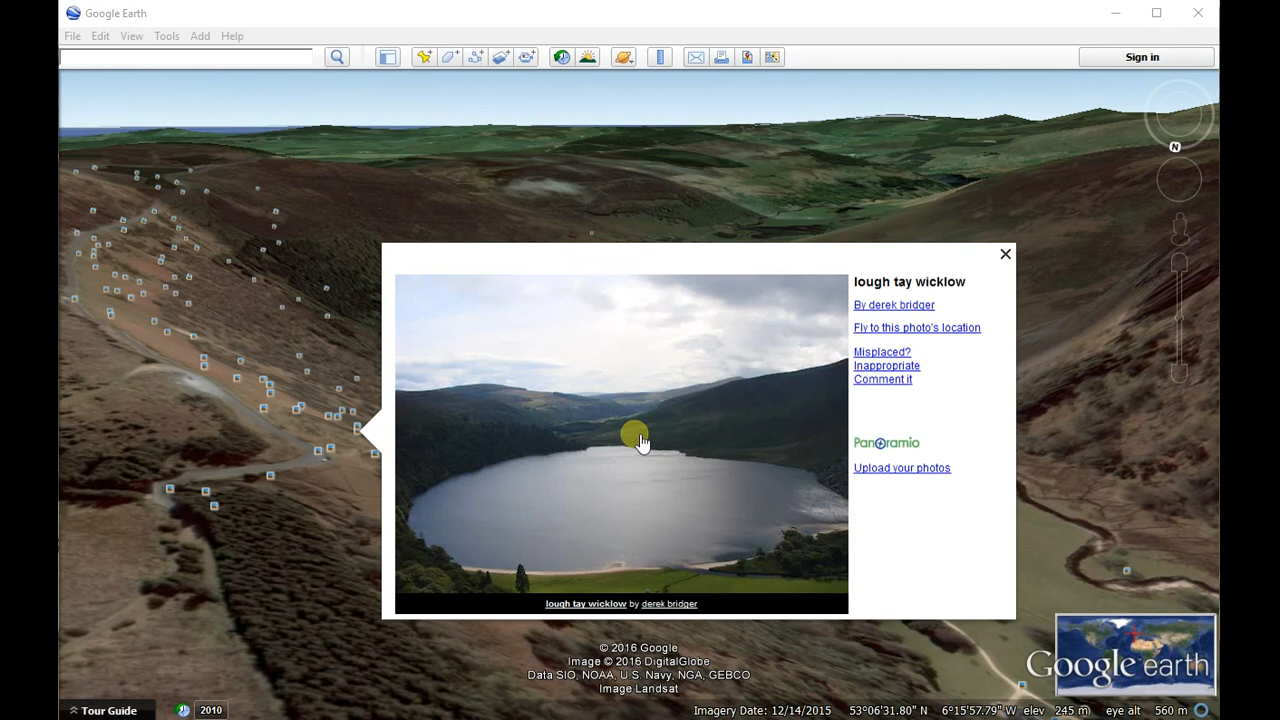 Google Earth
File Edit View Tools Add Help
Sign in
N
lough tay wicklow
By derek bridger
Fly to this photo's location
Misplaced?
Inappropriate
Comment it
Panoramio
Upload your photos
lough tay wicklow by derek bridger
© 2016 Google
Image © 2016 DigitalGlobe
Data SIO, NOAA, U.S. Navy, NGA, GEBCO
Image Landsat
Google earth
Tour Guide 2010 Imagery Date: 12/14/2015 53°06'31.80" N 6°15'57.79" W elev 245 m eye alt 560 m